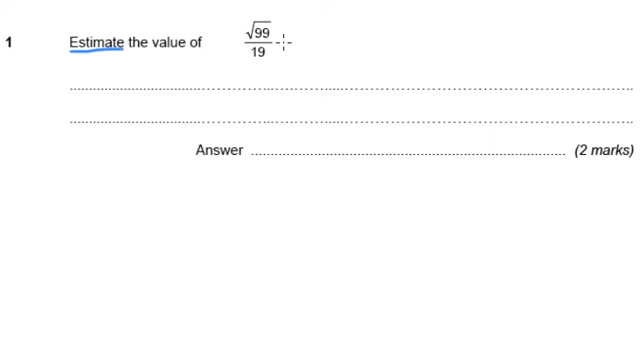 1 Estimate the value of √99/19
Answer ........................................................ (2 marks)